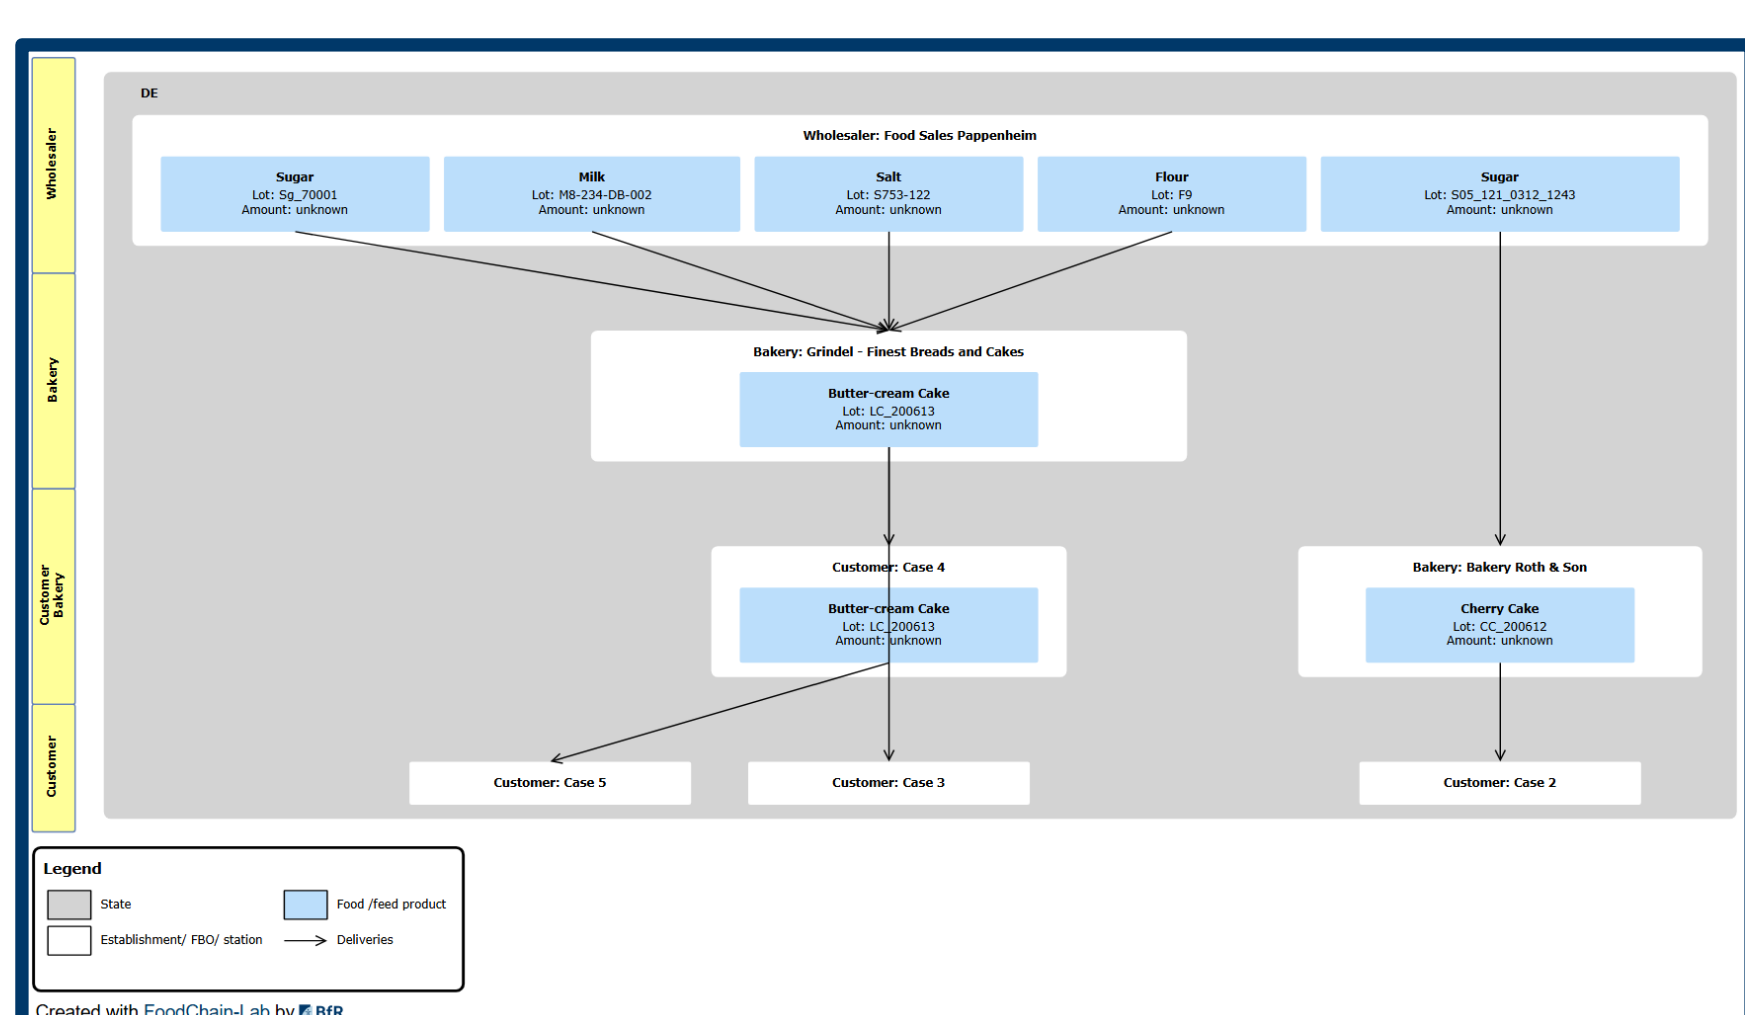 DE
Wholesaler
Wholesaler: Food Sales Pappenheim
Sugar
Lot: Sg_70001
Amount: unknown
Milk
Lot: M8-234-DB-002
Amount: unknown
Salt
Lot: S753-122
Amount: unknown
Flour
Lot: F9
Amount: unknown
Sugar
Lot: S05_121_0312_1243
Amount: unknown
Bakery
Bakery: Grindel - Finest Breads and Cakes
Butter-cream Cake
Lot: LC_200613
Amount: unknown
Customer
Bakery
Customer: Case 4
Butter-cream Cake
Lot: LC_200613
Amount: unknown
Bakery: Bakery Roth & Son
Cherry Cake
Lot: CC_200612
Amount: unknown
Customer
Customer: Case 5
Customer: Case 3
Customer: Case 2
Legend
State
Food /feed product
Establishment/ FBO/ station
Deliveries
Created with FoodChain-Lab by BfR